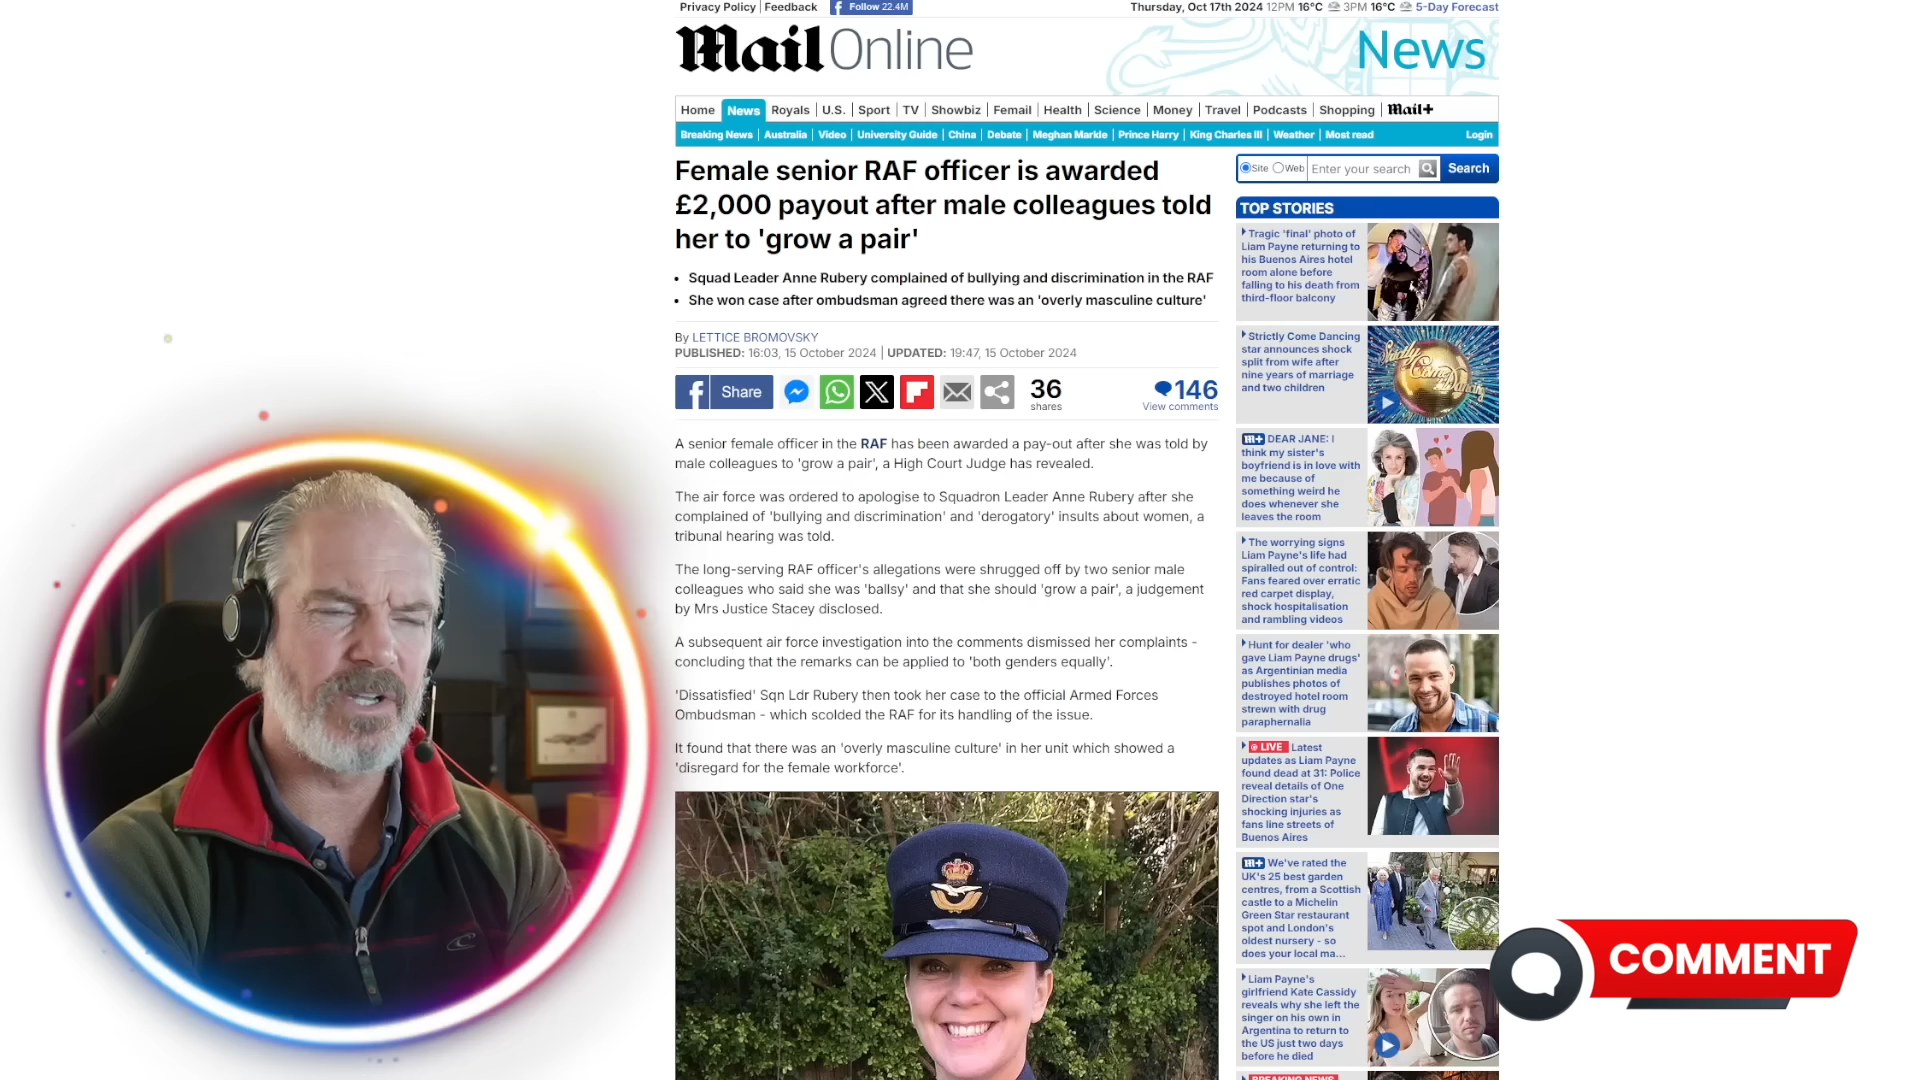 Privacy Policy | Feedback
Follow 22.4M
Thursday, Oct 17th 2024 12PM 16°C 3PM 16°C 5-Day Forecast
Mail Online
News
Home News Royals U.S. Sport TV Showbiz Femail Health Science Money Travel Podcasts Shopping Mail+
Breaking News Australia Video University Guide China Debate Meghan Markle Prince Harry King Charles III Weather Most read
Login
Female senior RAF officer is awarded
£2,000 payout after male colleagues told
her to 'grow a pair'
• Squad Leader Anne Rubery complained of bullying and discrimination in the RAF
• She won case after ombudsman agreed there was an 'overly masculine culture'
By LETTICE BROMOVSKY
PUBLISHED: 16:03, 15 October 2024 | UPDATED: 19:47, 15 October 2024
Share
36
shares
146
View comments
A senior female officer in the RAF has been awarded a pay-out after she was told by
male colleagues to 'grow a pair', a High Court Judge has revealed.
The air force was ordered to apologise to Squadron Leader Anne Rubery after she
complained of 'bullying and discrimination' and 'derogatory' insults about women, a
tribunal hearing was told.
The long-serving RAF officer's allegations were shrugged off by two senior male
colleagues who said she was 'ballsy' and that she should 'grow a pair', a judgement
by Mrs Justice Stacey disclosed.
A subsequent air force investigation into the comments dismissed her complaints -
concluding that the remarks can be applied to 'both genders equally'.
'Dissatisfied' Sqn Ldr Rubery then took her case to the official Armed Forces
Ombudsman - which scolded the RAF for its handling of the issue.
It found that there was an 'overly masculine culture' in her unit which showed a
'disregard for the female workforce'.
Site Web Enter your search Search
TOP STORIES
Tragic 'final' photo of
Liam Payne returning to
his Buenos Aires hotel
room alone before
falling to his death from
third-floor balcony
Strictly Come Dancing
star announces shock
split from wife after
nine years of marriage
and two children
Strictly Come Dancing
m+ DEAR JANE: I
think my sister's
boyfriend is in love with
me because of
something weird he
does whenever she
leaves the room
The worrying signs
Liam Payne's life had
spiralled out of control:
Fans feared over erratic
red carpet display,
shock hospitalisation
and rambling videos
Hunt for dealer 'who
gave Liam Payne drugs'
as Argentinian media
publishes photos of
destroyed hotel room
strewn with drug
paraphernalia
LIVE Latest
updates as Liam Payne
found dead at 31: Police
reveal details of One
Direction star's
shocking injuries as
fans line streets of
Buenos Aires
m+ We've rated the
UK's 25 best garden
centres, from a Scottish
castle to a Michelin
Green Star restaurant
spot and London's
oldest nursery - so
does your local ma...
Liam Payne's
girlfriend Kate Cassidy
reveals why she left the
singer on his own in
Argentina to return to
the US just two days
before he died
BREAKING NEWS
COMMENT